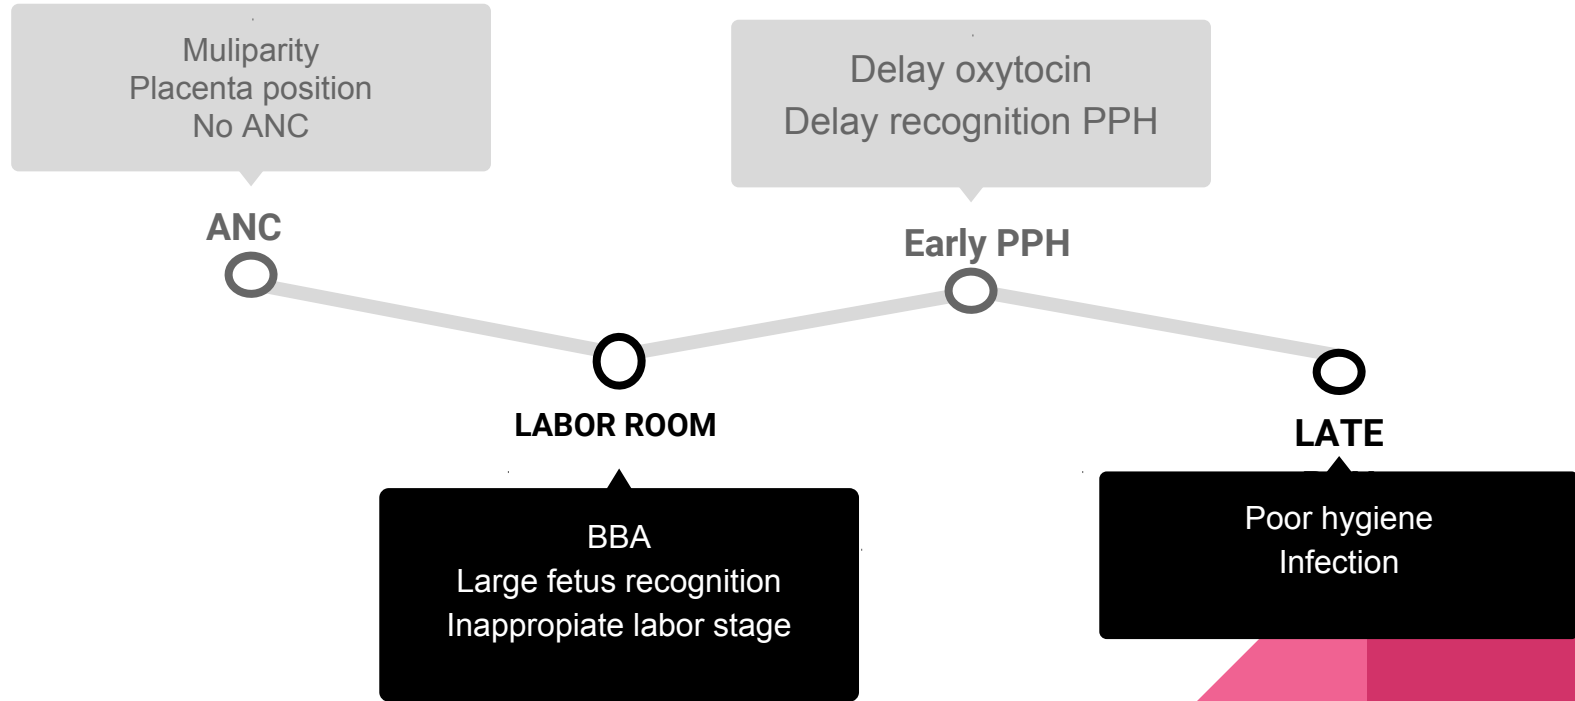 Muliparity
Placenta position
No ANC
ANC
Delay oxytocin
Delay recognition PPH
Early PPH
LABOR ROOM
BBA
Large fetus recognition
Inappropiate labor stage
LATE
Poor hygiene
Infection